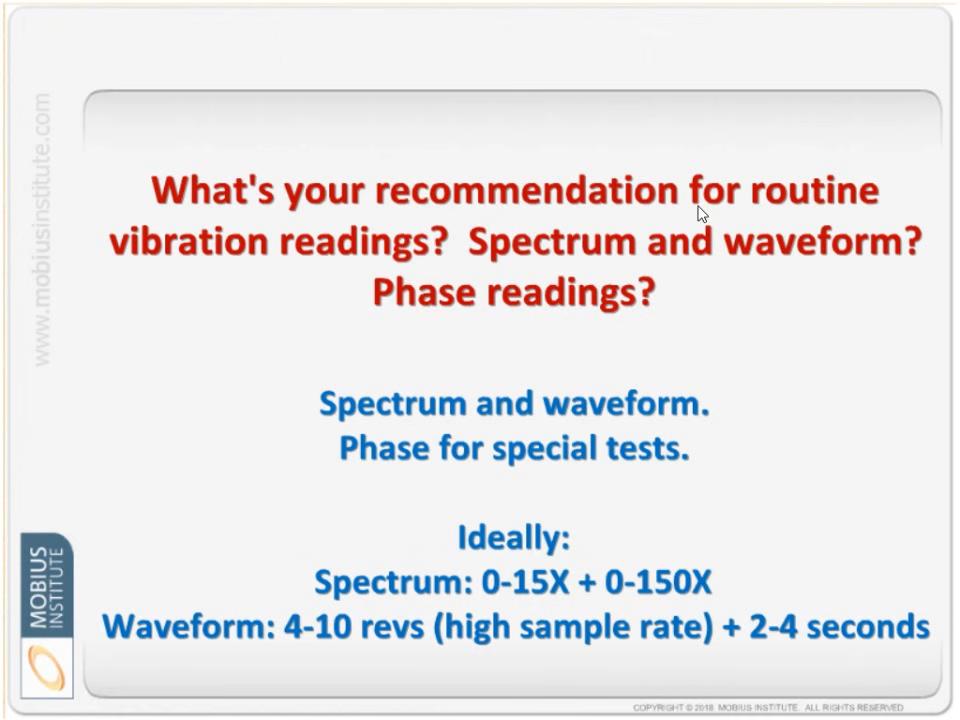 www.mobiusinstitute.com
What's your recommendation for routine
vibration readings? Spectrum and waveform?
Phase readings?
Spectrum and waveform.
Phase for special tests.
Ideally:
Spectrum: 0-15X + 0-150X
Waveform: 4-10 revs (high sample rate) + 2-4 seconds
MOBIUS
INSTITUTE
COPYRIGHT © 2018 MOBIUS INSTITUTE. ALL RIGHTS RESERVED